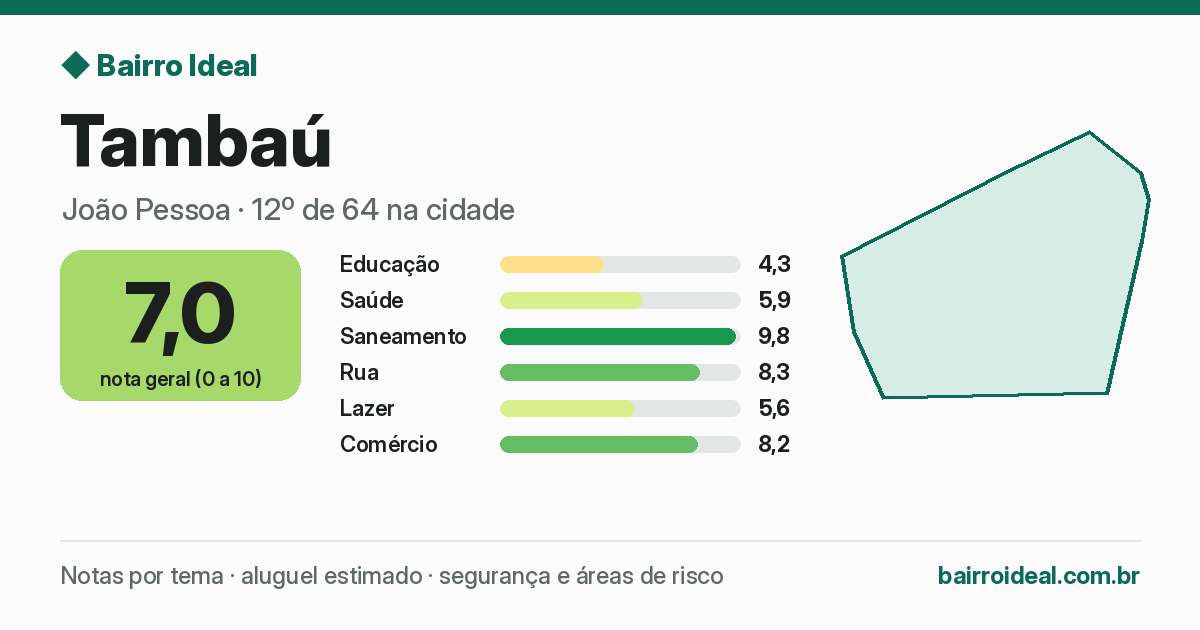 Bairro Ideal
Tambaú
João Pessoa · 12º de 64 na cidade
7,0
nota geral (0 a 10)
Educação 4,3
Saúde 5,9
Saneamento 9,8
Rua 8,3
Lazer 5,6
Comércio 8,2
Notas por tema · aluguel estimado · segurança e áreas de risco
bairroideal.com.br